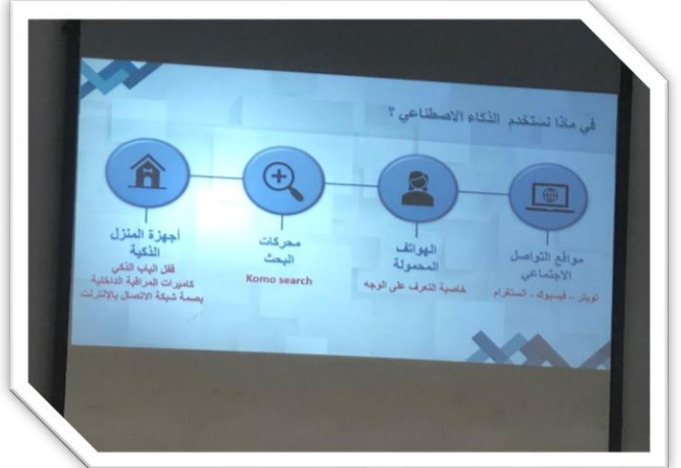 في ماذا نستخدم الذكاء الاصطناعي ؟
مواقع التواصل
الاجتماعي
تويتر – فيسبوك – انستغرام
الهواتف
المحمولة
خاصية التعرف على الوجه
محركات
البحث
Komo search
أجهزة المنزل
الذكية
قفل الباب الذكي
كاميرات المراقبة الداخلية
بصمة شبكة الاتصال بالإنترنت